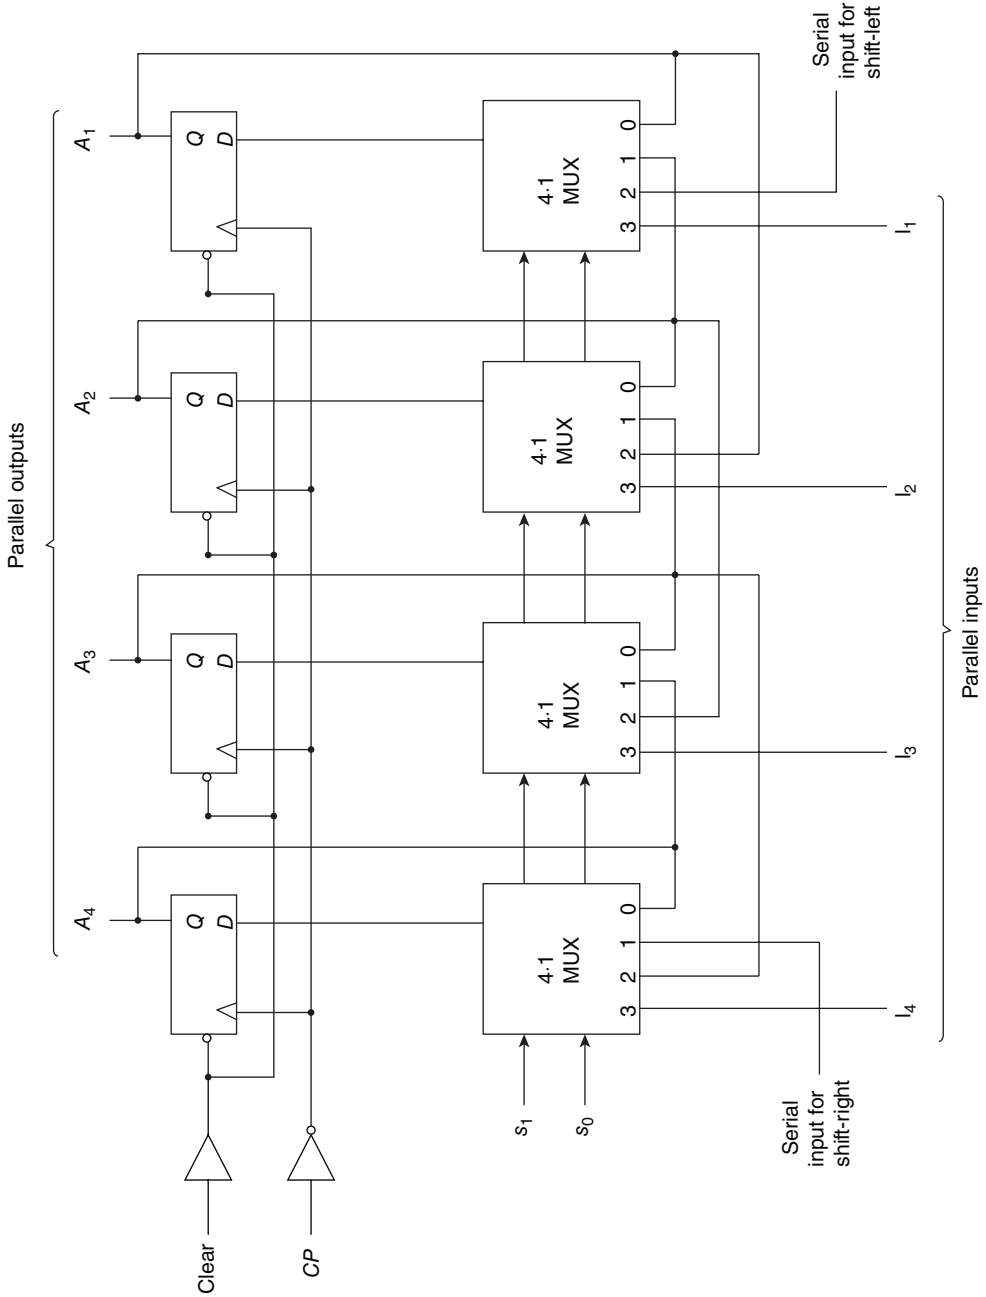 Parallel outputs
A4
A3
A2
A1
Q
Q
Q
Q
D
D
D
D
Clear
CP
s1
s0
4·1
MUX
4·1
MUX
4·1
MUX
4·1
MUX
3 2 1 0
3 2 1 0
3 2 1 0
3 2 1 0
Serial
input for
shift-right
Serial
input for
shift-left
I4
I3
I2
I1
Parallel inputs